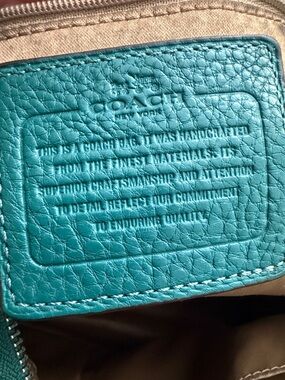 COACH
NEW YORK
THIS IS A COACH BAG. IT WAS HANDCRAFTED
FROM THE FINEST MATERIALS. ITS
SUPERIOR CRAFTSMANSHIP AND ATTENTION
TO DETAIL REFLECT OUR COMMITMENT
TO ENDURING QUALITY.